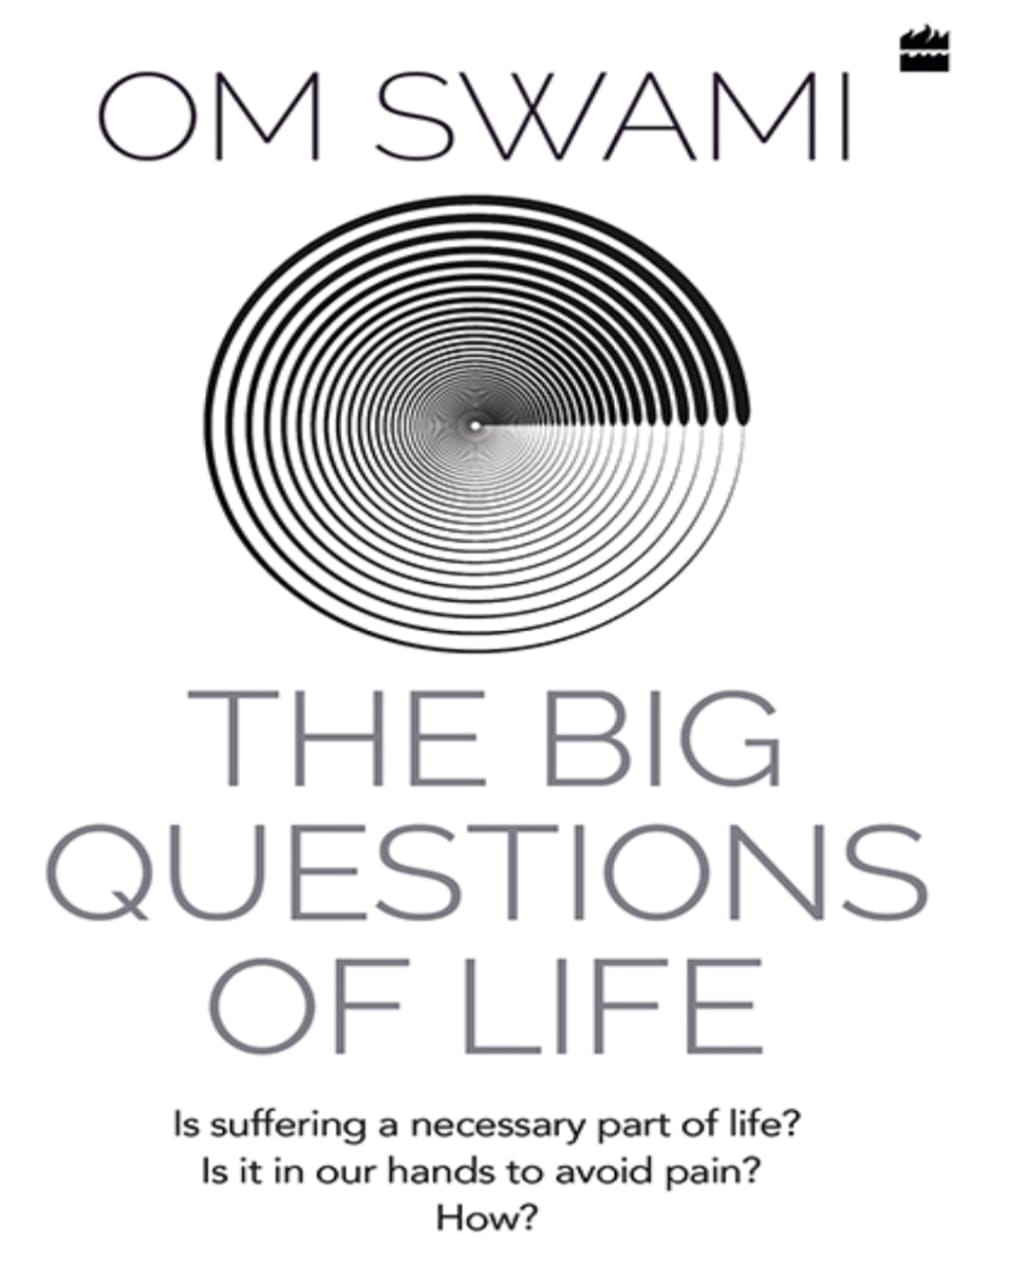 OM SWAMI
THE BIG
QUESTIONS
OF LIFE
Is suffering a necessary part of life?
Is it in our hands to avoid pain?
How?